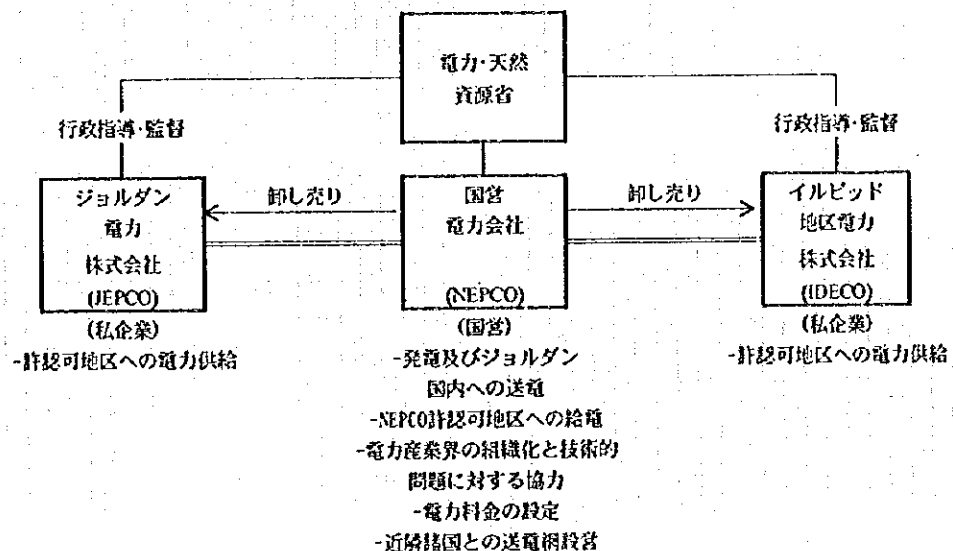 電力·天然
資源省
行政指導·監督
行政指導·監督
ジョルダン
電力
株式会社
(JEPCO)
(私企業)
-許認可地区への電力供給
卸し売り
国営
電力会社
(NEPCO)
(国営)
-発電及びジョルダン
国内への送電
-NEPCO許認可地区への給電
-電力産業界の組織化と技術的
問題に対する協力
-電力料金の設定
-近隣諸国との送電網設営
卸し売り
イルビッド
地区電力
株式会社
(IDECO)
(私企業)
-許認可地区への電力供給